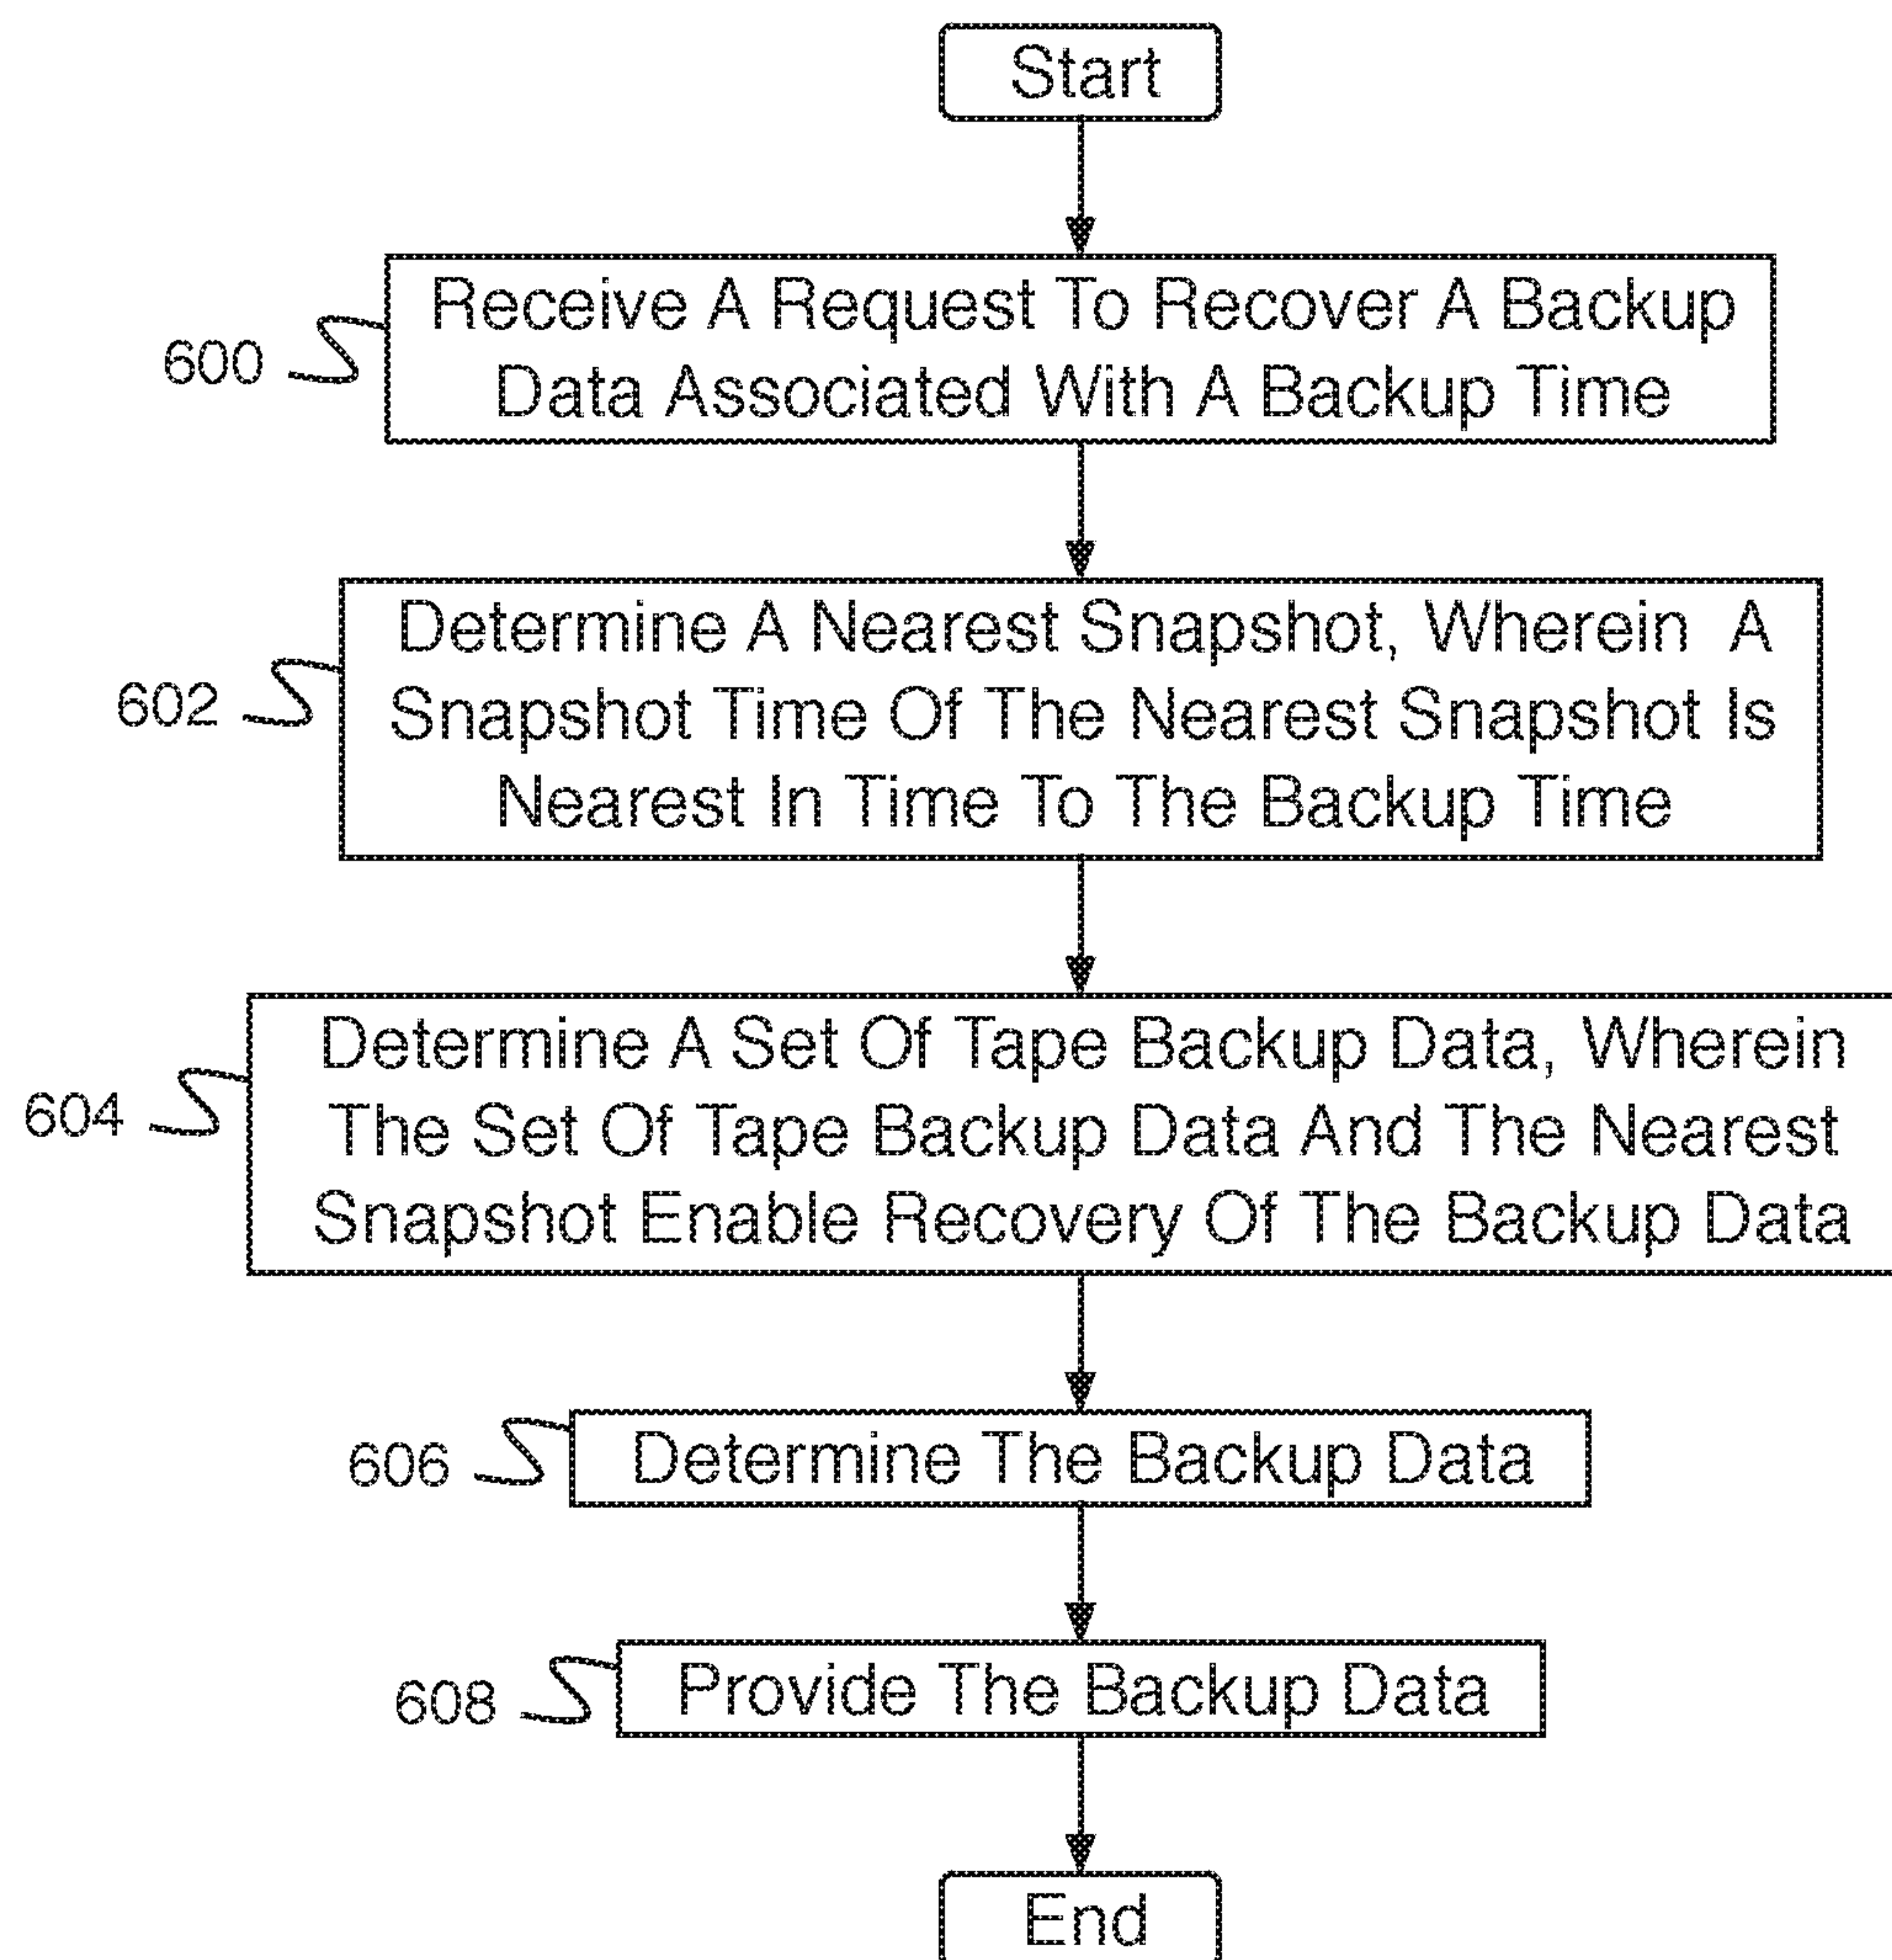 Start
600
Receive A Request To Recover A Backup
Data Associated With A Backup Time
602
Determine A Nearest Snapshot, Wherein A
Snapshot Time Of The Nearest Snapshot Is
Nearest In Time To The Backup Time
604
Determine A Set Of Tape Backup Data, Wherein
The Set Of Tape Backup Data And The Nearest
Snapshot Enable Recovery Of The Backup Data
606
Determine The Backup Data
608
Provide The Backup Data
End